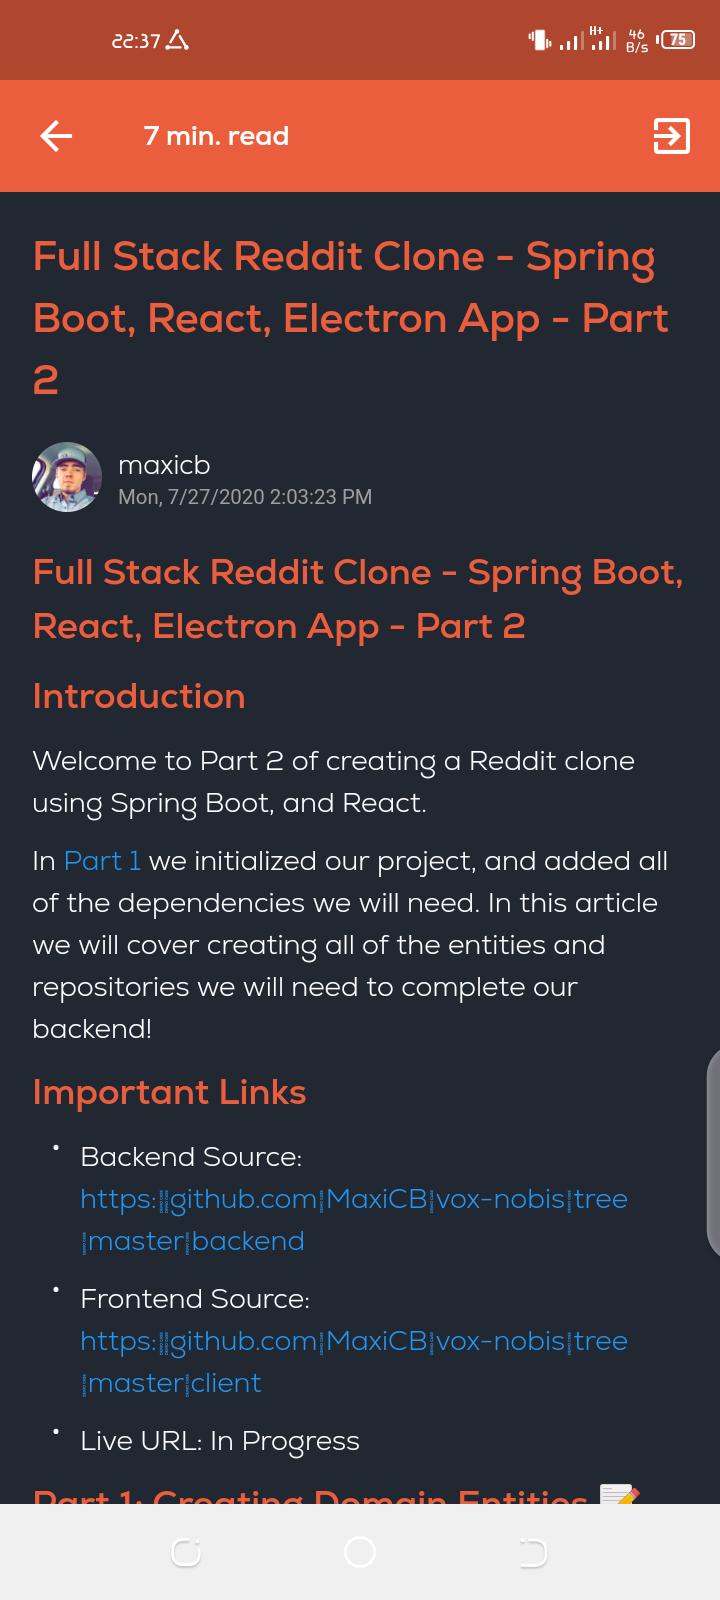 22:37
H+
46
B/s
75
7 min. read
Full Stack Reddit Clone - Spring
Boot, React, Electron App - Part
2
maxicb
Mon, 7/27/2020 2:03:23 PM
Full Stack Reddit Clone - Spring Boot,
React, Electron App - Part 2
Introduction
Welcome to Part 2 of creating a Reddit clone
using Spring Boot, and React.
In Part 1 we initialized our project, and added all
of the dependencies we will need. In this article
we will cover creating all of the entities and
repositories we will need to complete our
backend!
Important Links
• Backend Source:
https://github.com/MaxiCB/vox-nobis/tree
/master/backend
• Frontend Source:
https://github.com/MaxiCB/vox-nobis/tree
/master/client
• Live URL: In Progress
Part 1: Creating Domain Entities 📝